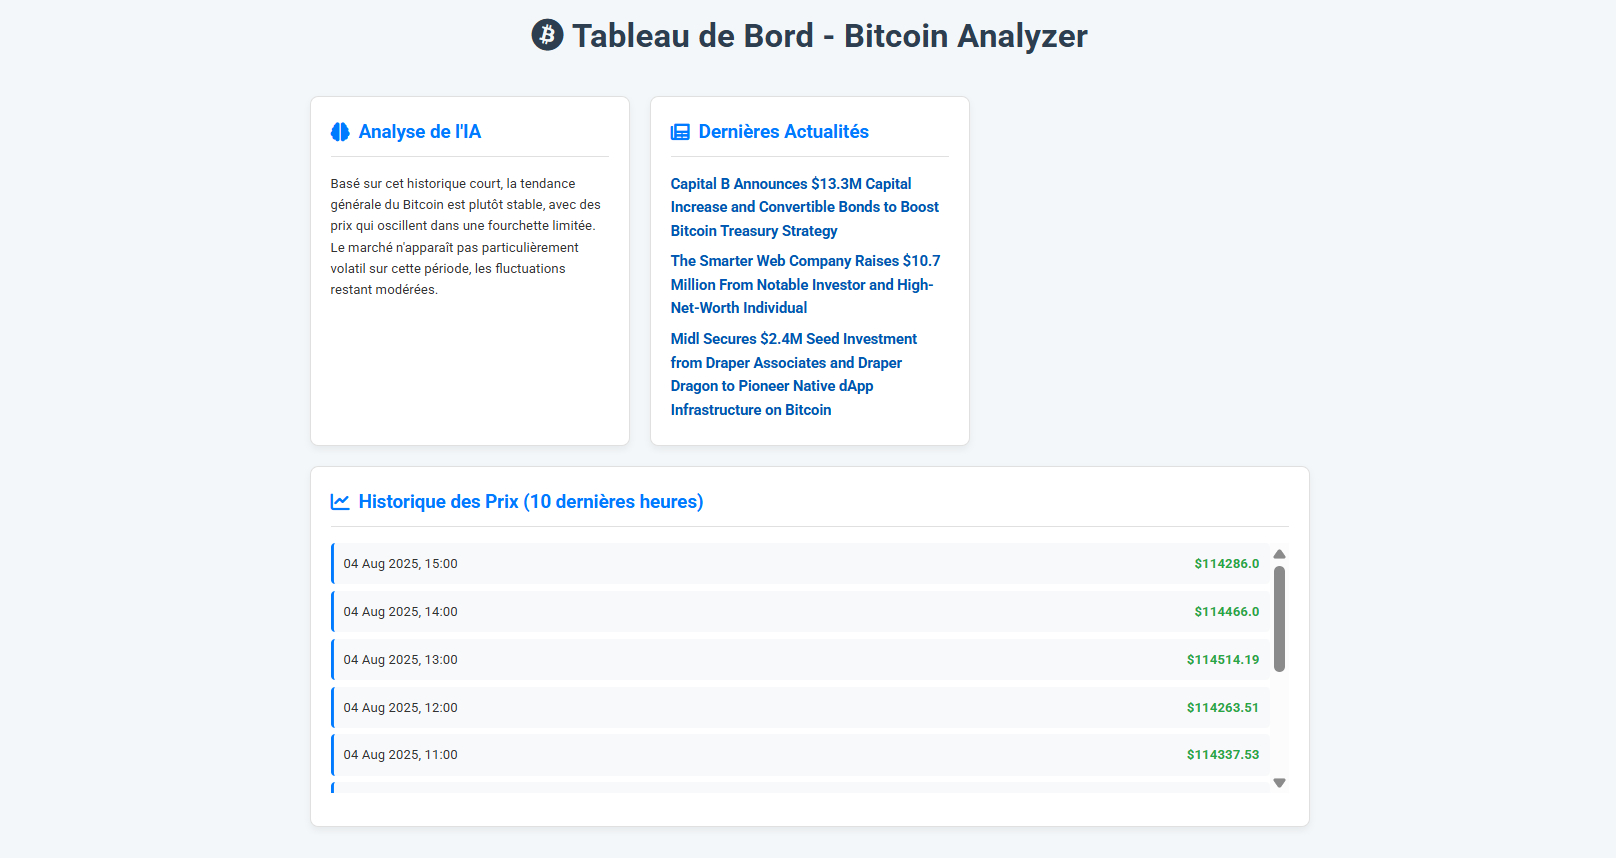 Tableau de Bord - Bitcoin Analyzer
Analyse de l'IA
Basé sur cet historique court, la tendance
générale du Bitcoin est plutôt stable, avec des
prix qui oscillent dans une fourchette limitée.
Le marché n'apparaît pas particulièrement
volatil sur cette période, les fluctuations
restant modérées.
Dernières Actualités
Capital B Announces $13.3M Capital
Increase and Convertible Bonds to Boost
Bitcoin Treasury Strategy
The Smarter Web Company Raises $10.7
Million From Notable Investor and High-
Net-Worth Individual
Midl Secures $2.4M Seed Investment
from Draper Associates and Draper
Dragon to Pioneer Native dApp
Infrastructure on Bitcoin
Historique des Prix (10 dernières heures)
04 Aug 2025, 15:00 $114286.0
04 Aug 2025, 14:00 $114466.0
04 Aug 2025, 13:00 $114514.19
04 Aug 2025, 12:00 $114263.51
04 Aug 2025, 11:00 $114337.53